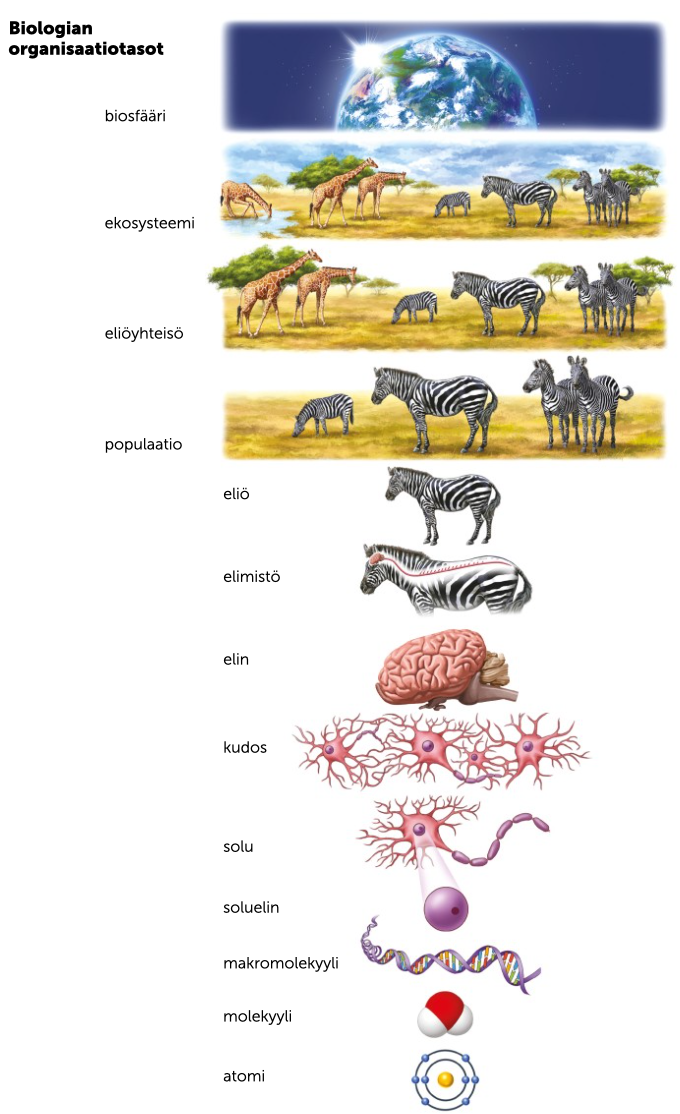 Biologian
organisaatiotasot
biosfääri
ekosysteemi
eliöyhteisö
populaatio
eliö
elimistö
elin
kudos
solu
soluelin
makromolekyyli
molekyyli
atomi